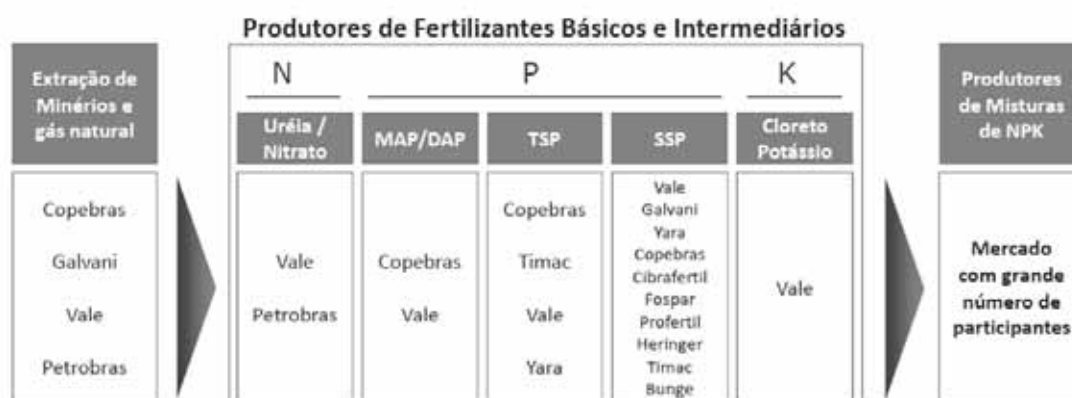 Produtores de Fertilizantes Básicos e Intermediários
Extração de
Minérios e
gás natural
Copebras
Galvani
Vale
Petrobras
N
P
K
Uréia /
Nitrato
Vale
Petrobras
MAP/DAP
Copebras
Vale
TSP
Copebras
Timac
Vale
Yara
SSP
Vale
Galvani
Yara
Copebras
Cibrafertil
Fospar
Profertil
Heringer
Timac
Bunge
Cloreto
Potássio
Vale
Produtores
de Misturas
de NPK
Mercado
com grande
número de
participantes